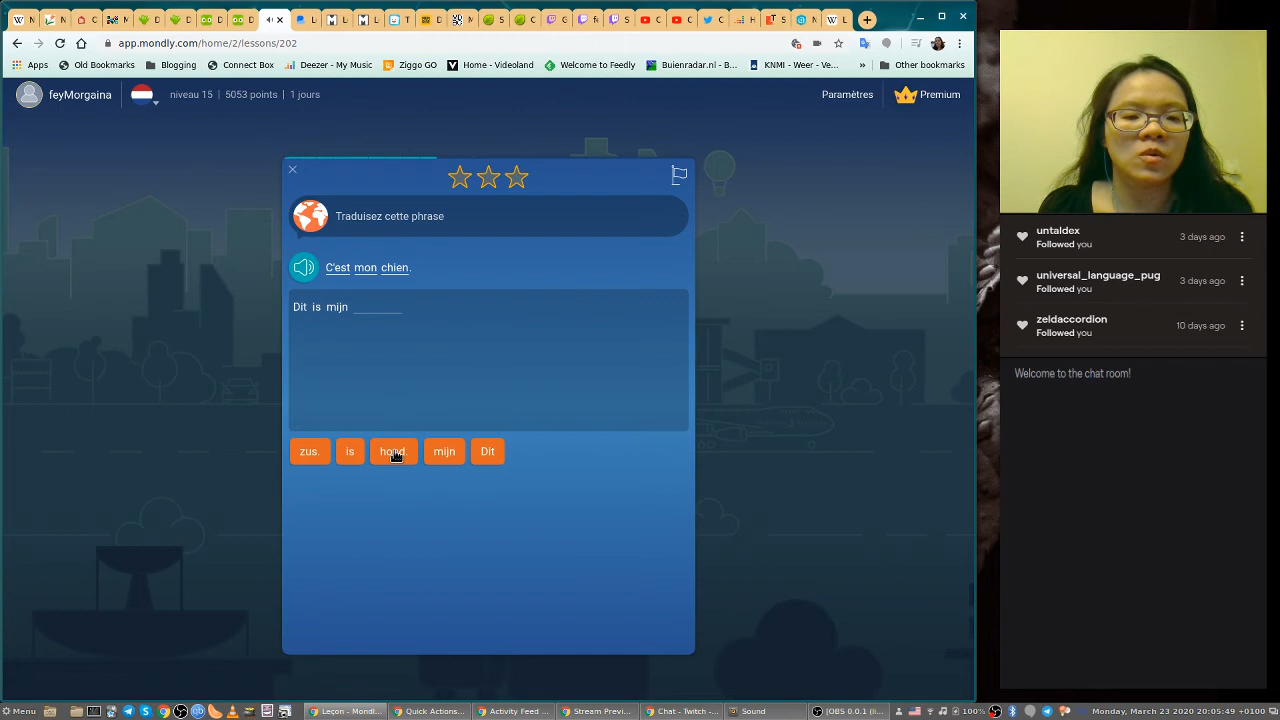 W
M
D
D
L
M
L
T
D
N
S
C
G
f
S
C
C
H
S
N
L
app.mondly.com/home/2/lessons/202
Apps Old Bookmarks Blogging Connect Box Deezer - My Music Ziggo GO Home - Videoland Welcome to Feedly Buienradar.nl - B... KNMI - Weer - Ve... » Other bookmarks
feyMorgaina niveau 15 | 5053 points | 1 jours Paramètres Premium
Traduisez cette phrase
C'est mon chien.
Dit is mijn ______
zus. is hond. mijn Dit
untaldex
Followed you
3 days ago
universal_language_pug
Followed you
3 days ago
zeldaccordion
Followed you
10 days ago
Welcome to the chat room!
Menu Leçon - Mondl... Quick Actions... Activity Feed ... Stream Previ... Chat - Twitch -... Sound 100% Monday, March 23 2020, 20:05:49 +0100